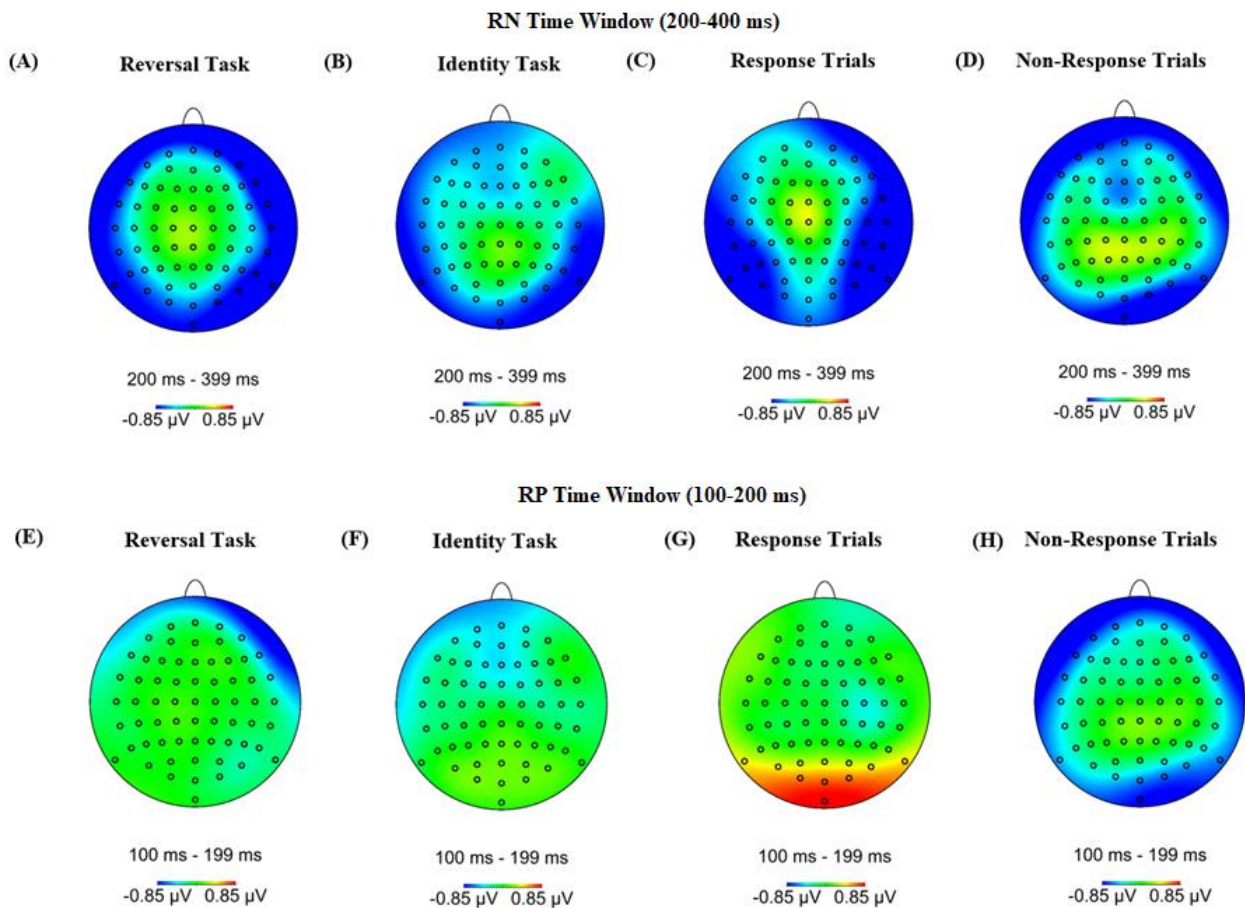 RN Time Window (200-400 ms)
(A) Reversal Task (B) Identity Task (C) Response Trials (D) Non-Response Trials
200 ms - 399 ms 200 ms - 399 ms 200 ms - 399 ms 200 ms - 399 ms
-0.85 µV 0.85 µV -0.85 µV 0.85 µV -0.85 µV 0.85 µV -0.85 µV 0.85 µV
RP Time Window (100-200 ms)
(E) Reversal Task (F) Identity Task (G) Response Trials (H) Non-Response Trials
100 ms - 199 ms 100 ms - 199 ms 100 ms - 199 ms 100 ms - 199 ms
-0.85 µV 0.85 µV -0.85 µV 0.85 µV -0.85 µV 0.85 µV -0.85 µV 0.85 µV